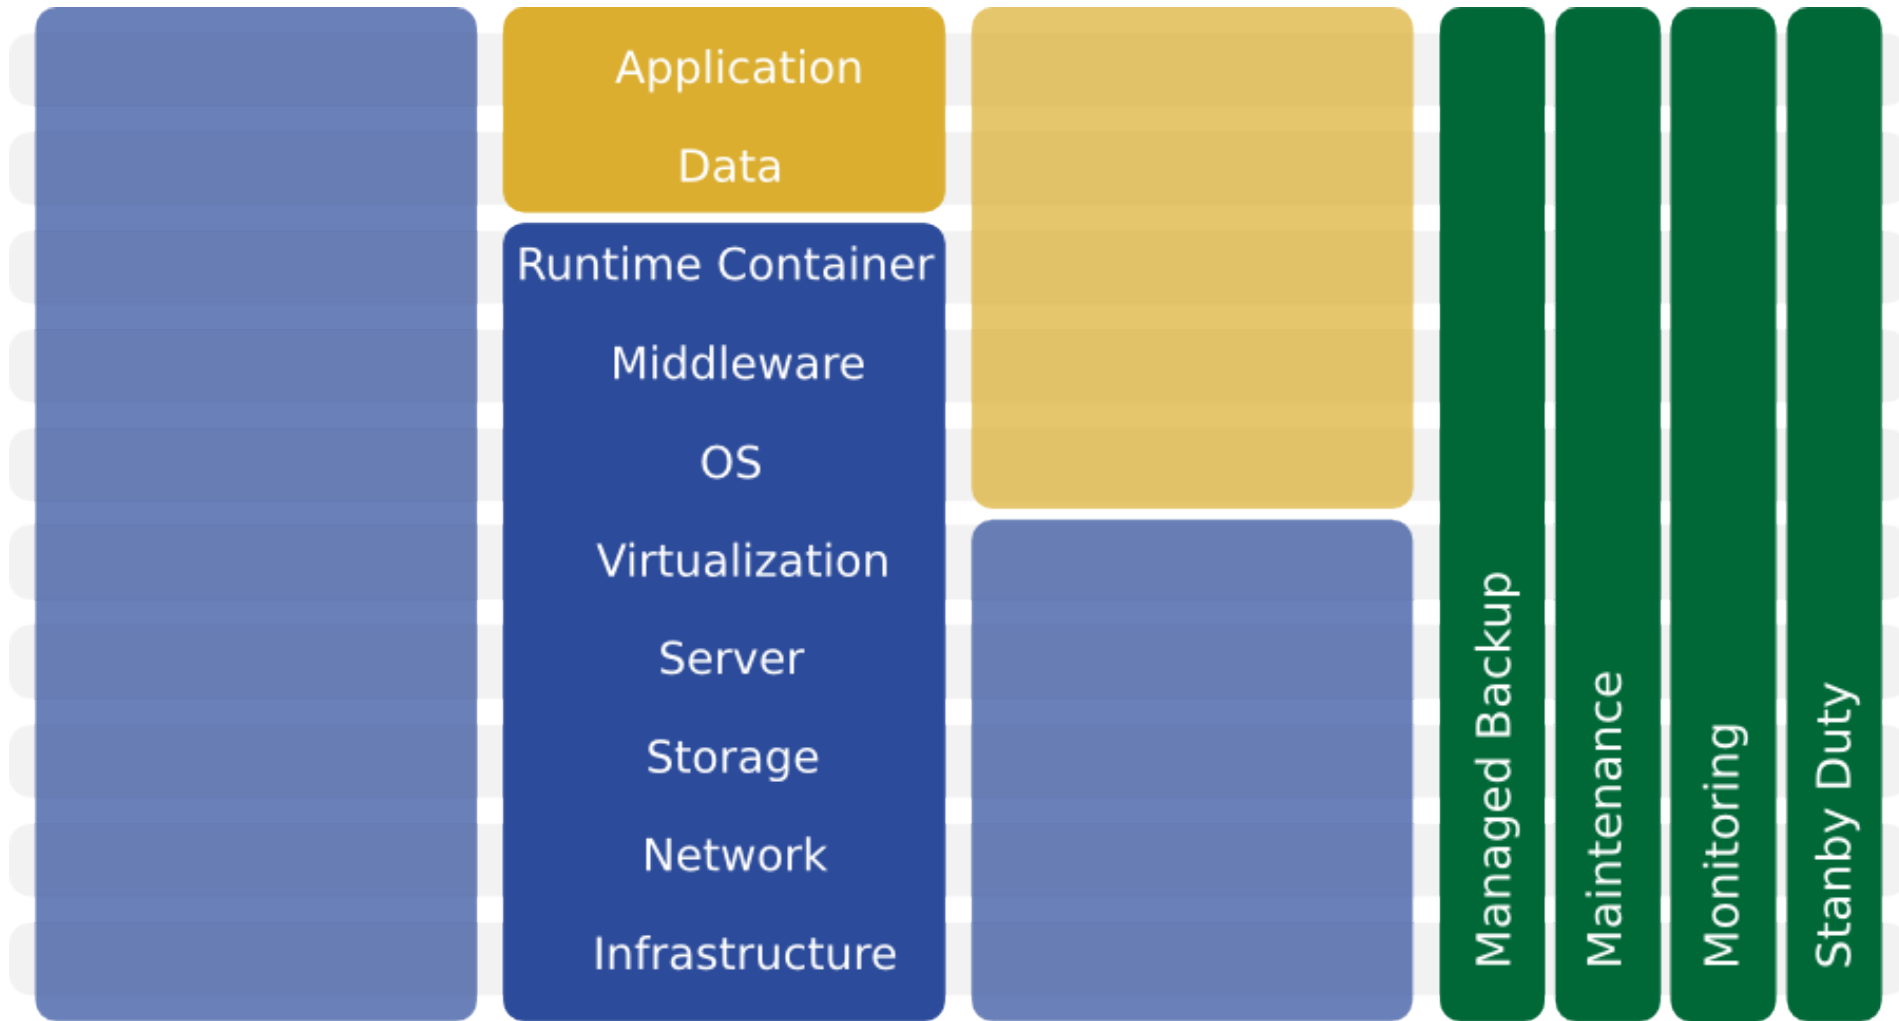 Application
Data
Runtime Container
Middleware
OS
Virtualization
Server
Storage
Network
Infrastructure
Managed Backup
Maintenance
Monitoring
Stanby Duty